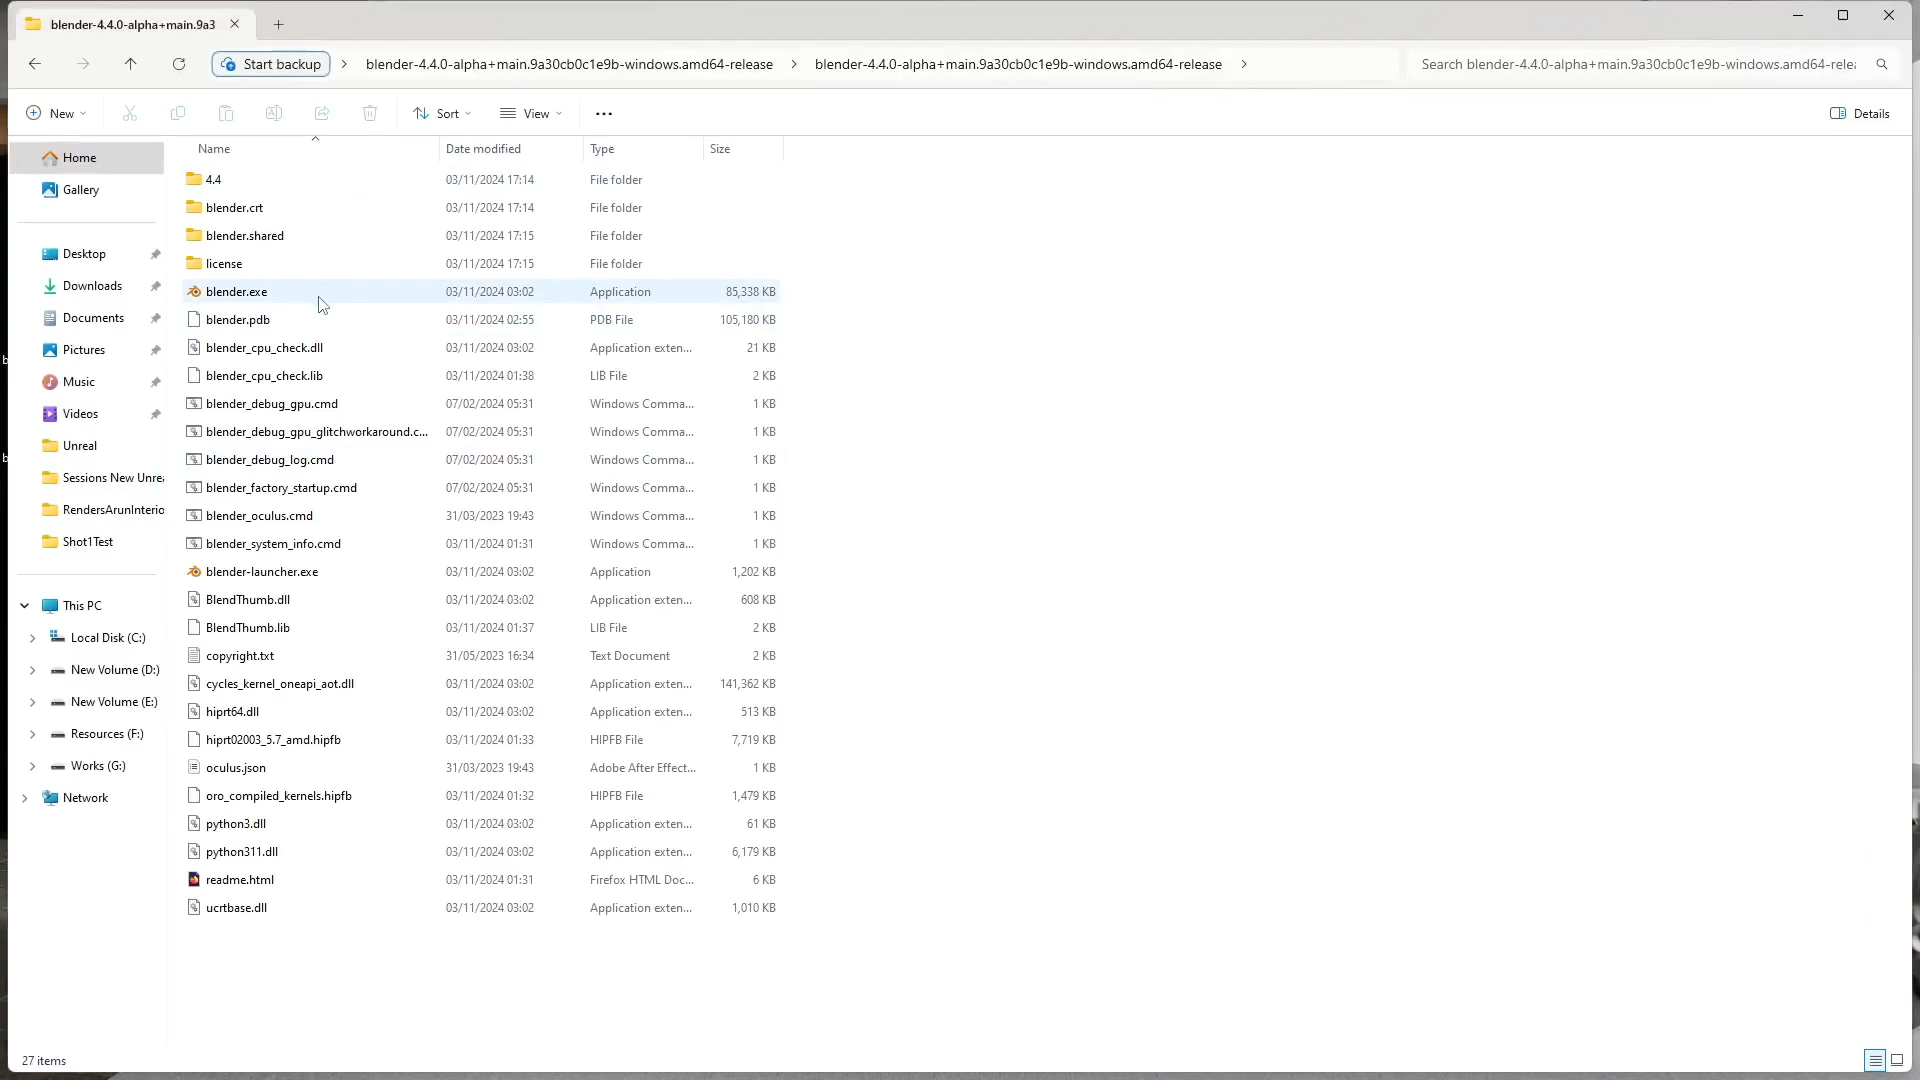 blender-4.4.0-alpha+main.9a3
Start backup > blender-4.4.0-alpha+main.9a30cb0c1e9b-windows.amd64-release > blender-4.4.0-alpha+main.9a30cb0c1e9b-windows.amd64-release >
Search blender-4.4.0-alpha+main.9a30cb0c1e9b-windows.amd64-relea
New Sort View ... Details
Home
Gallery
Desktop
Downloads
Documents
Pictures
Music
Videos
Unreal
Sessions New Unrea
RendersArunInterio
Shot1Test
This PC
Local Disk (C:)
New Volume (D:)
New Volume (E:)
Resources (F:)
Works (G:)
Network
Name Date modified Type Size
4.4 03/11/2024 17:14 File folder
blender.crt 03/11/2024 17:14 File folder
blender.shared 03/11/2024 17:15 File folder
license 03/11/2024 17:15 File folder
blender.exe 03/11/2024 03:02 Application 85,338 KB
blender.pdb 03/11/2024 02:55 PDB File 105,180 KB
blender_cpu_check.dll 03/11/2024 03:02 Application exten... 21 KB
blender_cpu_check.lib 03/11/2024 01:38 LIB File 2 KB
blender_debug_gpu.cmd 07/02/2024 05:31 Windows Comma... 1 KB
blender_debug_gpu_glitchworkaround.c... 07/02/2024 05:31 Windows Comma... 1 KB
blender_debug_log.cmd 07/02/2024 05:31 Windows Comma... 1 KB
blender_factory_startup.cmd 07/02/2024 05:31 Windows Comma... 1 KB
blender_oculus.cmd 31/03/2023 19:43 Windows Comma... 1 KB
blender_system_info.cmd 03/11/2024 01:31 Windows Comma... 1 KB
blender-launcher.exe 03/11/2024 03:02 Application 1,202 KB
BlendThumb.dll 03/11/2024 03:02 Application exten... 608 KB
BlendThumb.lib 03/11/2024 01:37 LIB File 2 KB
copyright.txt 31/05/2023 16:34 Text Document 2 KB
cycles_kernel_oneapi_aot.dll 03/11/2024 03:02 Application exten... 141,362 KB
hiprt64.dll 03/11/2024 03:02 Application exten... 513 KB
hiprt02003_5.7_amd.hipfb 03/11/2024 01:33 HIPFB File 7,719 KB
oculus.json 31/03/2023 19:43 Adobe After Effect... 1 KB
oro_compiled_kernels.hipfb 03/11/2024 01:32 HIPFB File 1,479 KB
python3.dll 03/11/2024 03:02 Application exten... 61 KB
python311.dll 03/11/2024 03:02 Application exten... 6,179 KB
readme.html 03/11/2024 01:31 Firefox HTML Doc... 6 KB
ucrtbase.dll 03/11/2024 03:02 Application exten... 1,010 KB
27 items